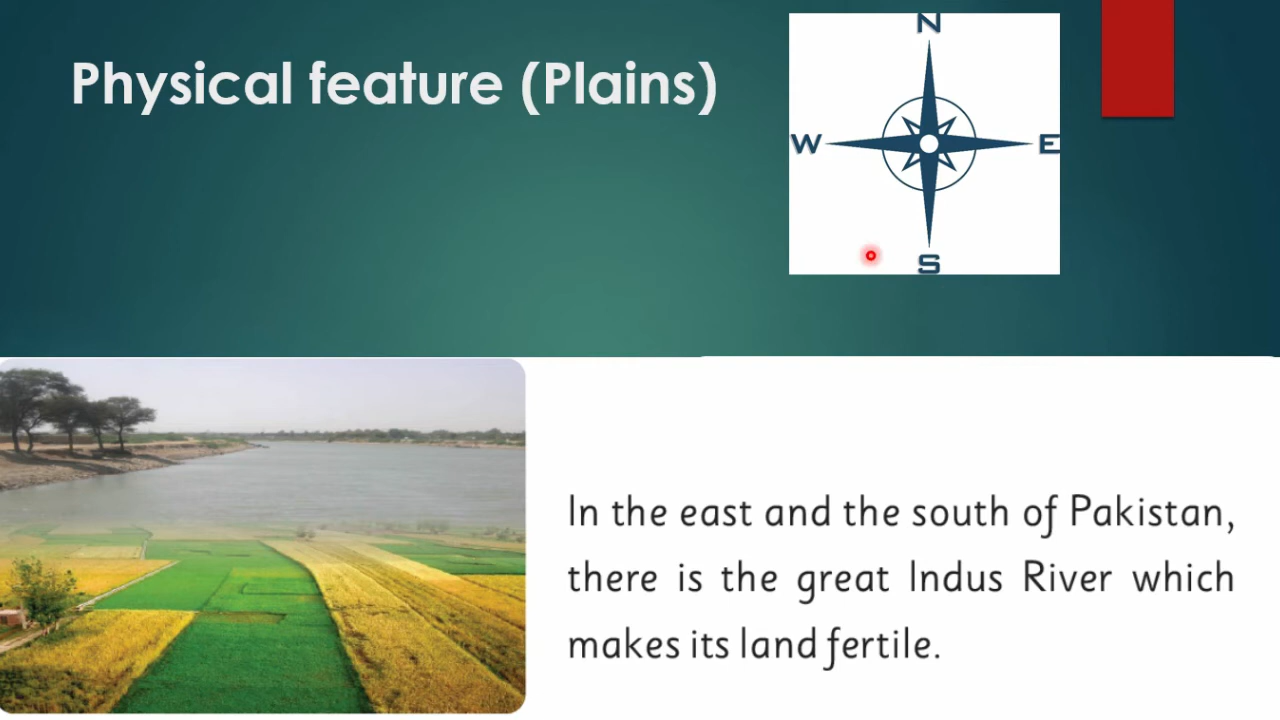 Physical feature (Plains)
N
W E
S
In the east and the south of Pakistan,
there is the great Indus River which
makes its land fertile.